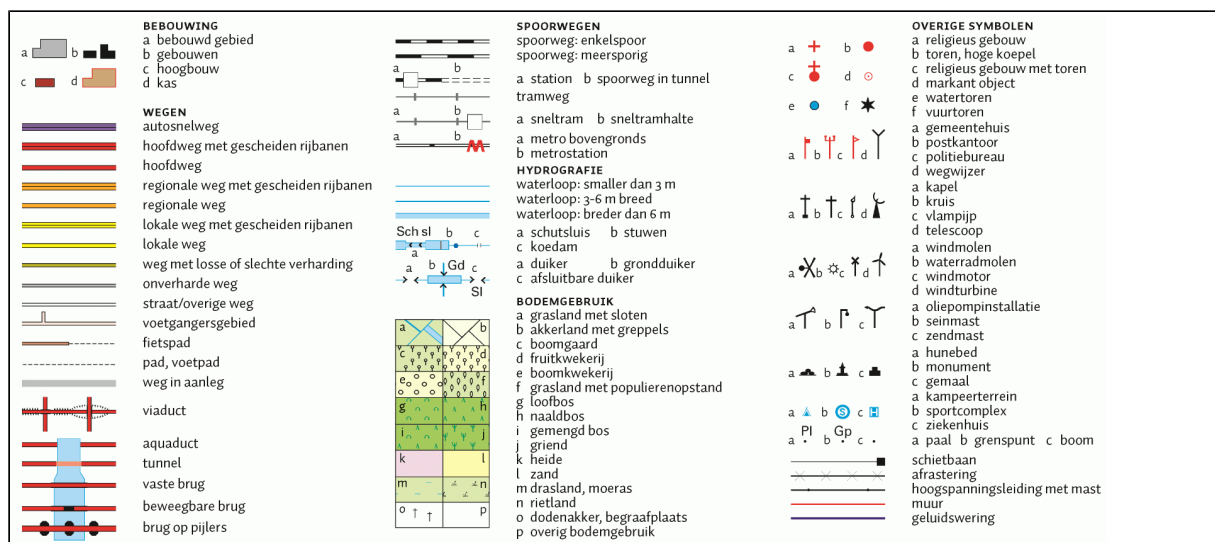 BEBOUWING
a bebouwd gebied
b gebouwen
c hoogbouw
d kas
a b
c d
WEGEN
autosnelweg
hoofdweg met gescheiden rijbanen
hoofdweg
regionale weg met gescheiden rijbanen
regionale weg
lokale weg met gescheiden rijbanen
lokale weg
weg met losse of slechte verharding
onverharde weg
straat/overige weg
voetgangersgebied
fietspad
pad, voetpad
weg in aanleg
viaduct
aquaduct
tunnel
vaste brug
beweegbare brug
brug op pijlers
SPOORWEGEN
spoorweg: enkelspoor
spoorweg: meersporig
a b
a station b spoorweg in tunnel
tramweg
a b
a sneltram b sneltramhalte
a b
a metro bovengronds
b metrostation
HYDROGRAFIE
waterloop: smaller dan 3 m
waterloop: 3-6 m breed
waterloop: breder dan 6 m
Sch sl b c
a
a schutsluis b stuwen
c koedam
a b Gd c
Sl
a duiker b grondduiker
c afsluitbare duiker
BODEMGEBRUIK
a b
c d
e f
g h
i j
k l
m n
o p
a grasland met sloten
b akkerland met greppels
c boomgaard
d fruitkwekerij
e boomkwekerij
f grasland met populierenopstand
g loofbos
h naaldbos
i gemengd bos
j griend
k heide
l zand
m drasland, moeras
n rietland
o dodenakker, begraafplaats
p overig bodemgebruik
OVERIGE SYMBOLEN
a b
c d
e f
a religieus gebouw
b toren, hoge koepel
c religieus gebouw met toren
d markant object
e watertoren
f vuurtoren
a b c d
a gemeentehuis
b postkantoor
c politiebureau
d wegwijzer
a b c d
a kapel
b kruis
c vlampijp
d telescoop
a b c d
a windmolen
b waterradmolen
c windmotor
d windturbine
a b c
a oliepompinstallatie
b seinmast
c zendmast
a b c
a hunebed
b monument
c gemaal
a b S c H
a kampeerterrein
b sportcomplex
c ziekenhuis
Pl Gp
a b c
a paal b grenspunt c boom
schietbaan
afrastering
hoogspanningsleiding met mast
muur
geluidswering